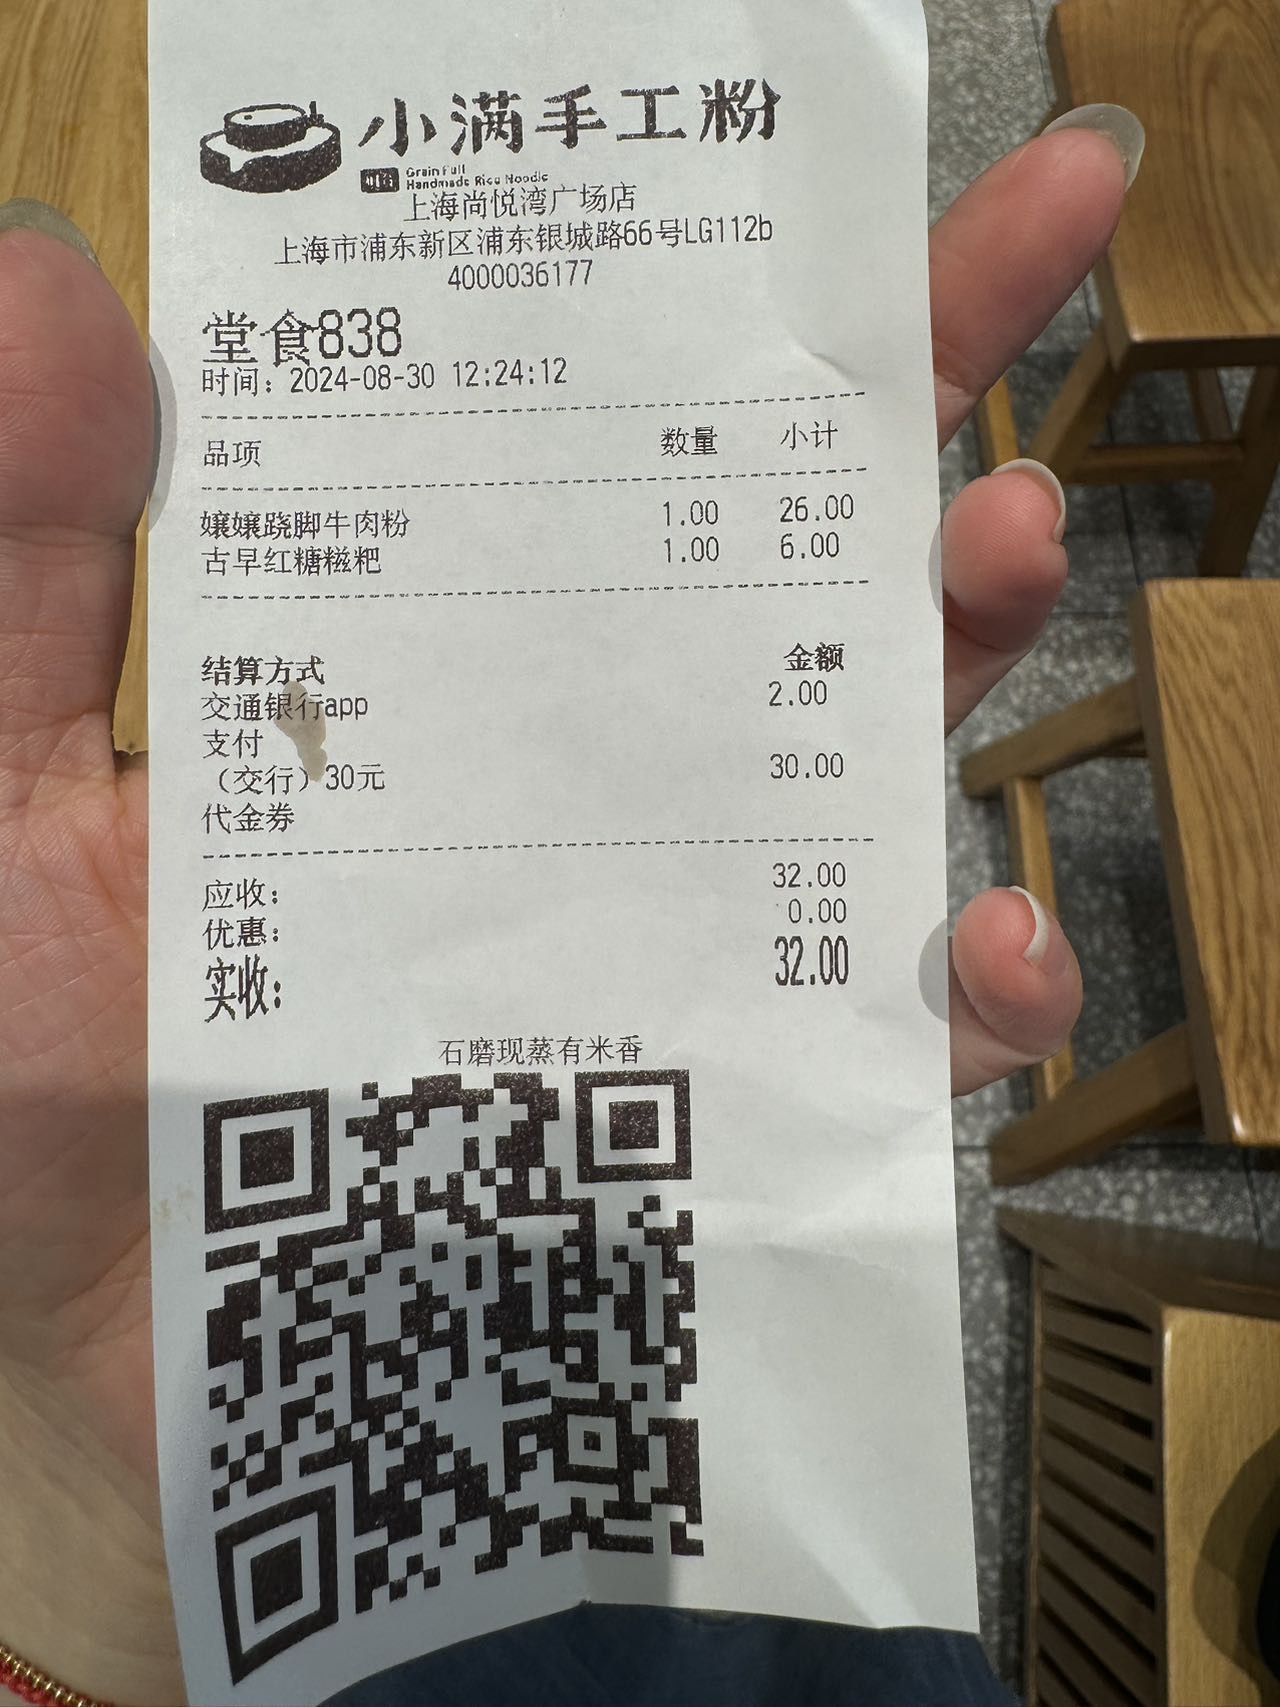 小满手工粉
Grain Full
Handmade Rice Noodle
上海尚悦湾广场店
上海市浦东新区浦东银城路66号LG112b
4000036177
堂食838
时间：2024-08-30 12:24:12
品项 数量 小计
孃孃跷脚牛肉粉 1.00 26.00
古早红糖糍粑 1.00 6.00
结算方式 金额
交通银行app 2.00
支付
（交行）30元 30.00
代金券
应收： 32.00
优惠： 0.00
实收： 32.00
石磨现蒸有米香